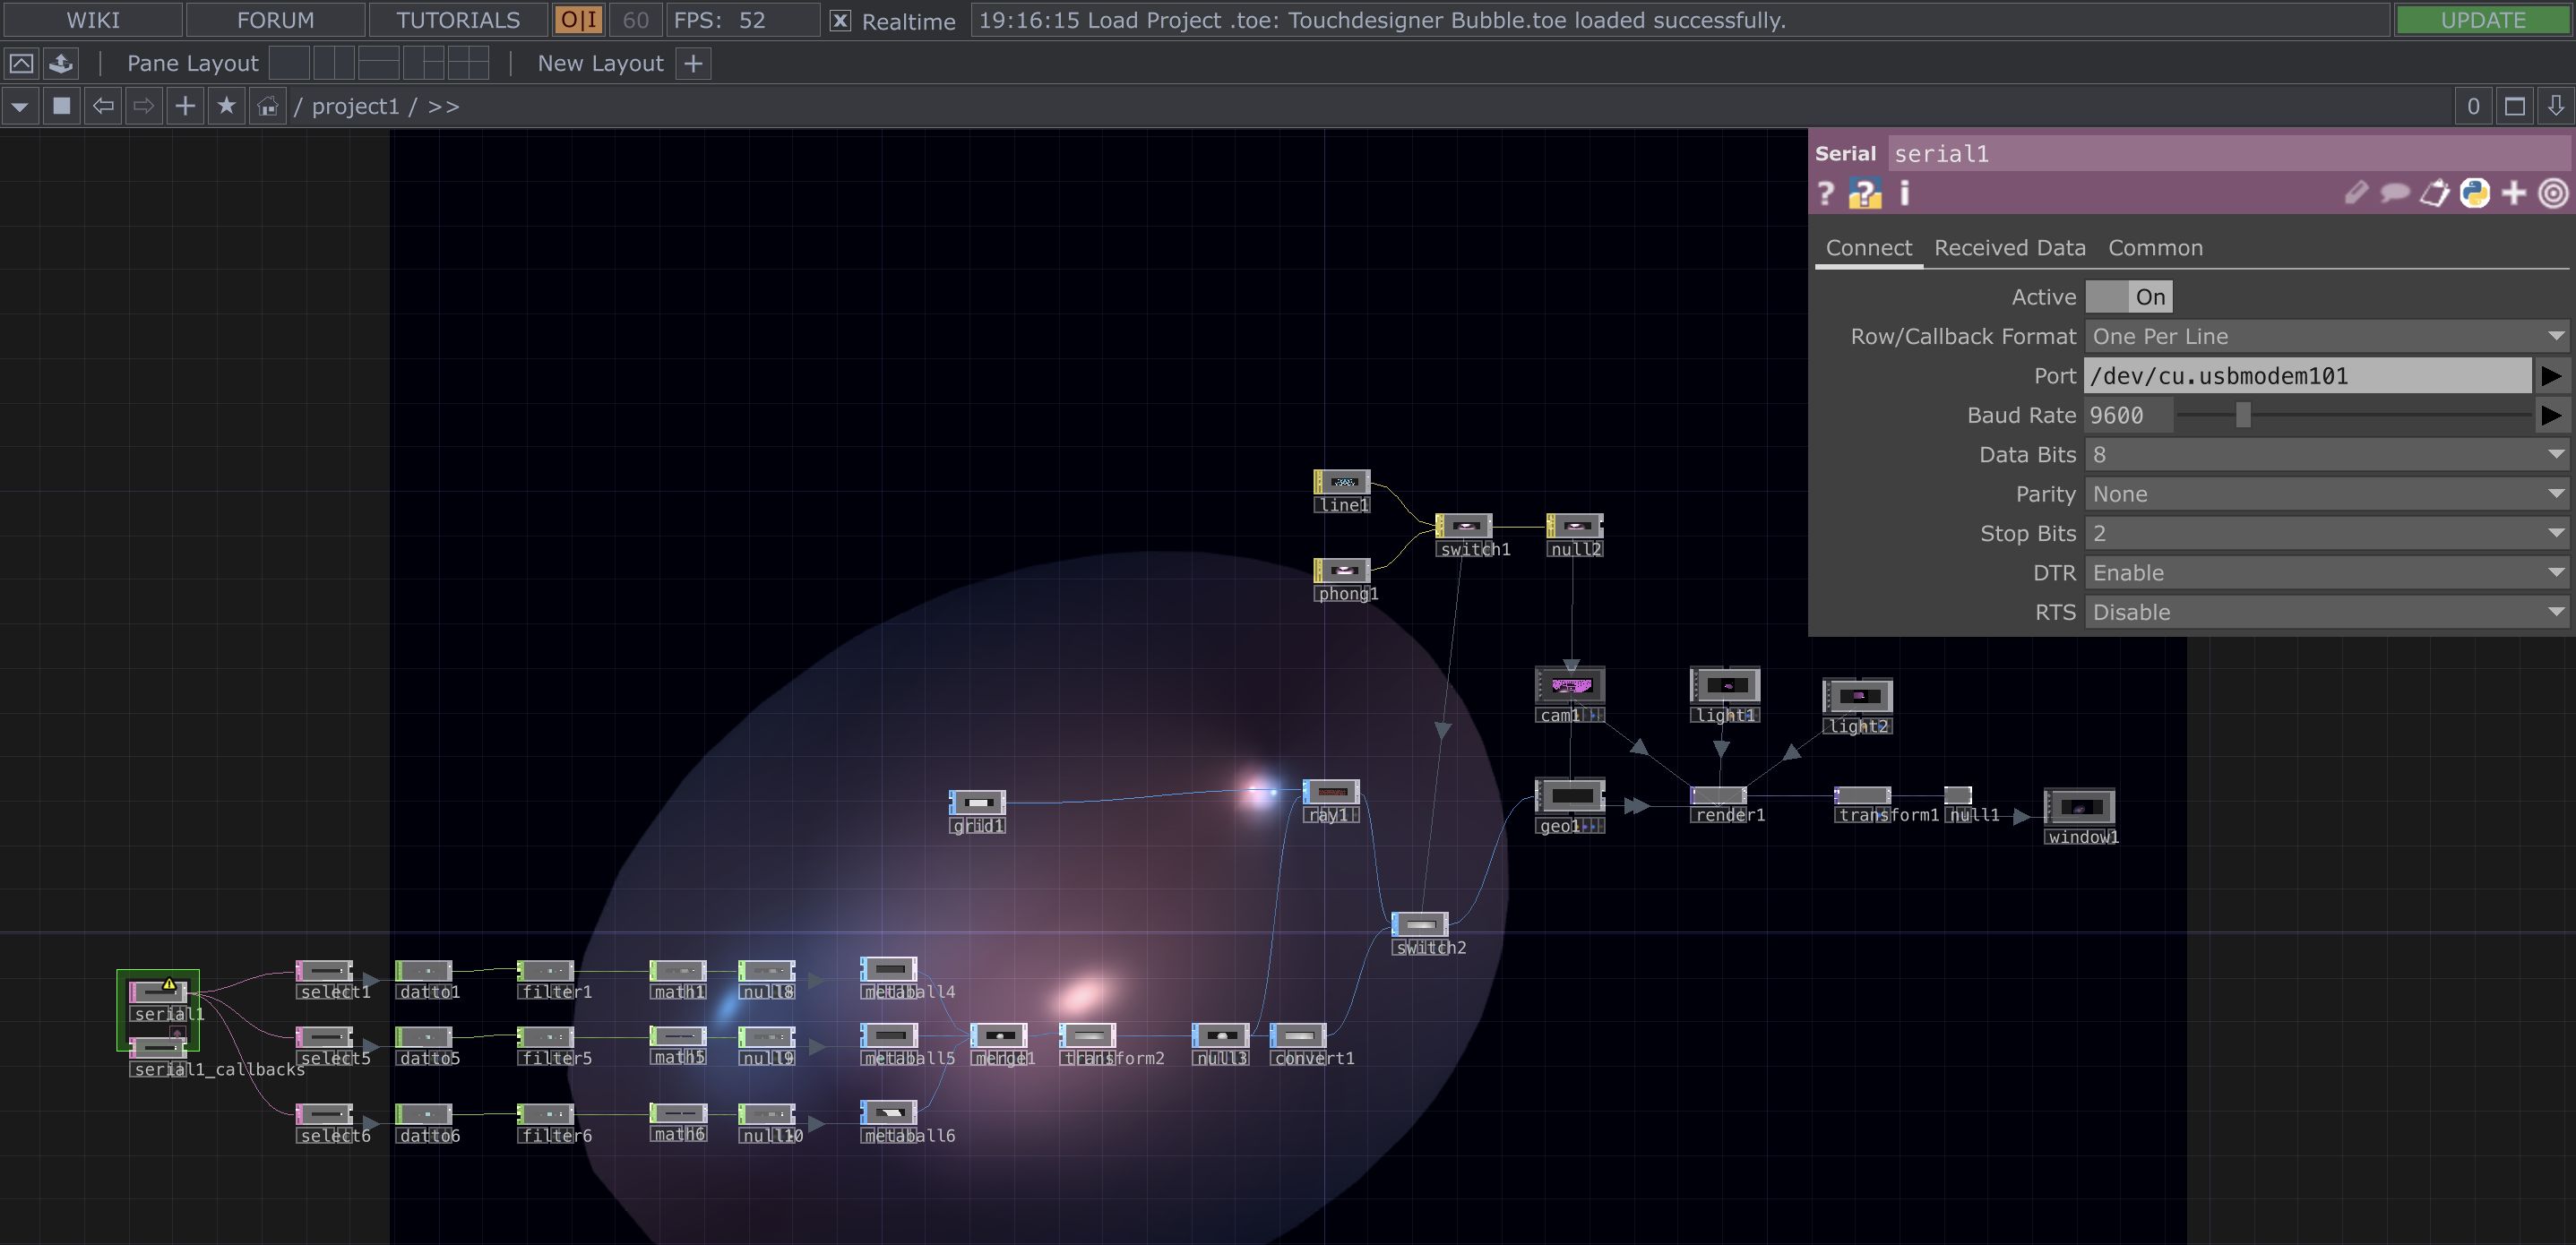 WIKI FORUM TUTORIALS O|I 60 FPS: 52 X Realtime 19:16:15 Load Project .toe: Touchdesigner Bubble.toe loaded successfully. UPDATE
Pane Layout New Layout +
/ project1 / >> 0
Serial serial1
? ? i
Connect Received Data Common
Active On
Row/Callback Format One Per Line
Port /dev/cu.usbmodem101
Baud Rate 9600
Data Bits 8
Parity None
Stop Bits 2
DTR Enable
RTS Disable
line1
switch1 null2
phong1
cam1 light1 light2
grid1 ray1 geo1 render1 transform1 null1 window1
switch2
select1 datto1 filter1 math1 null8 metaball4
serial1
select5 datto5 filter5 math5 null9 metaball5 merge1 transform2 null3 convert1
serial1_callbacks
select6 datto6 filter6 math6 null10 metaball6